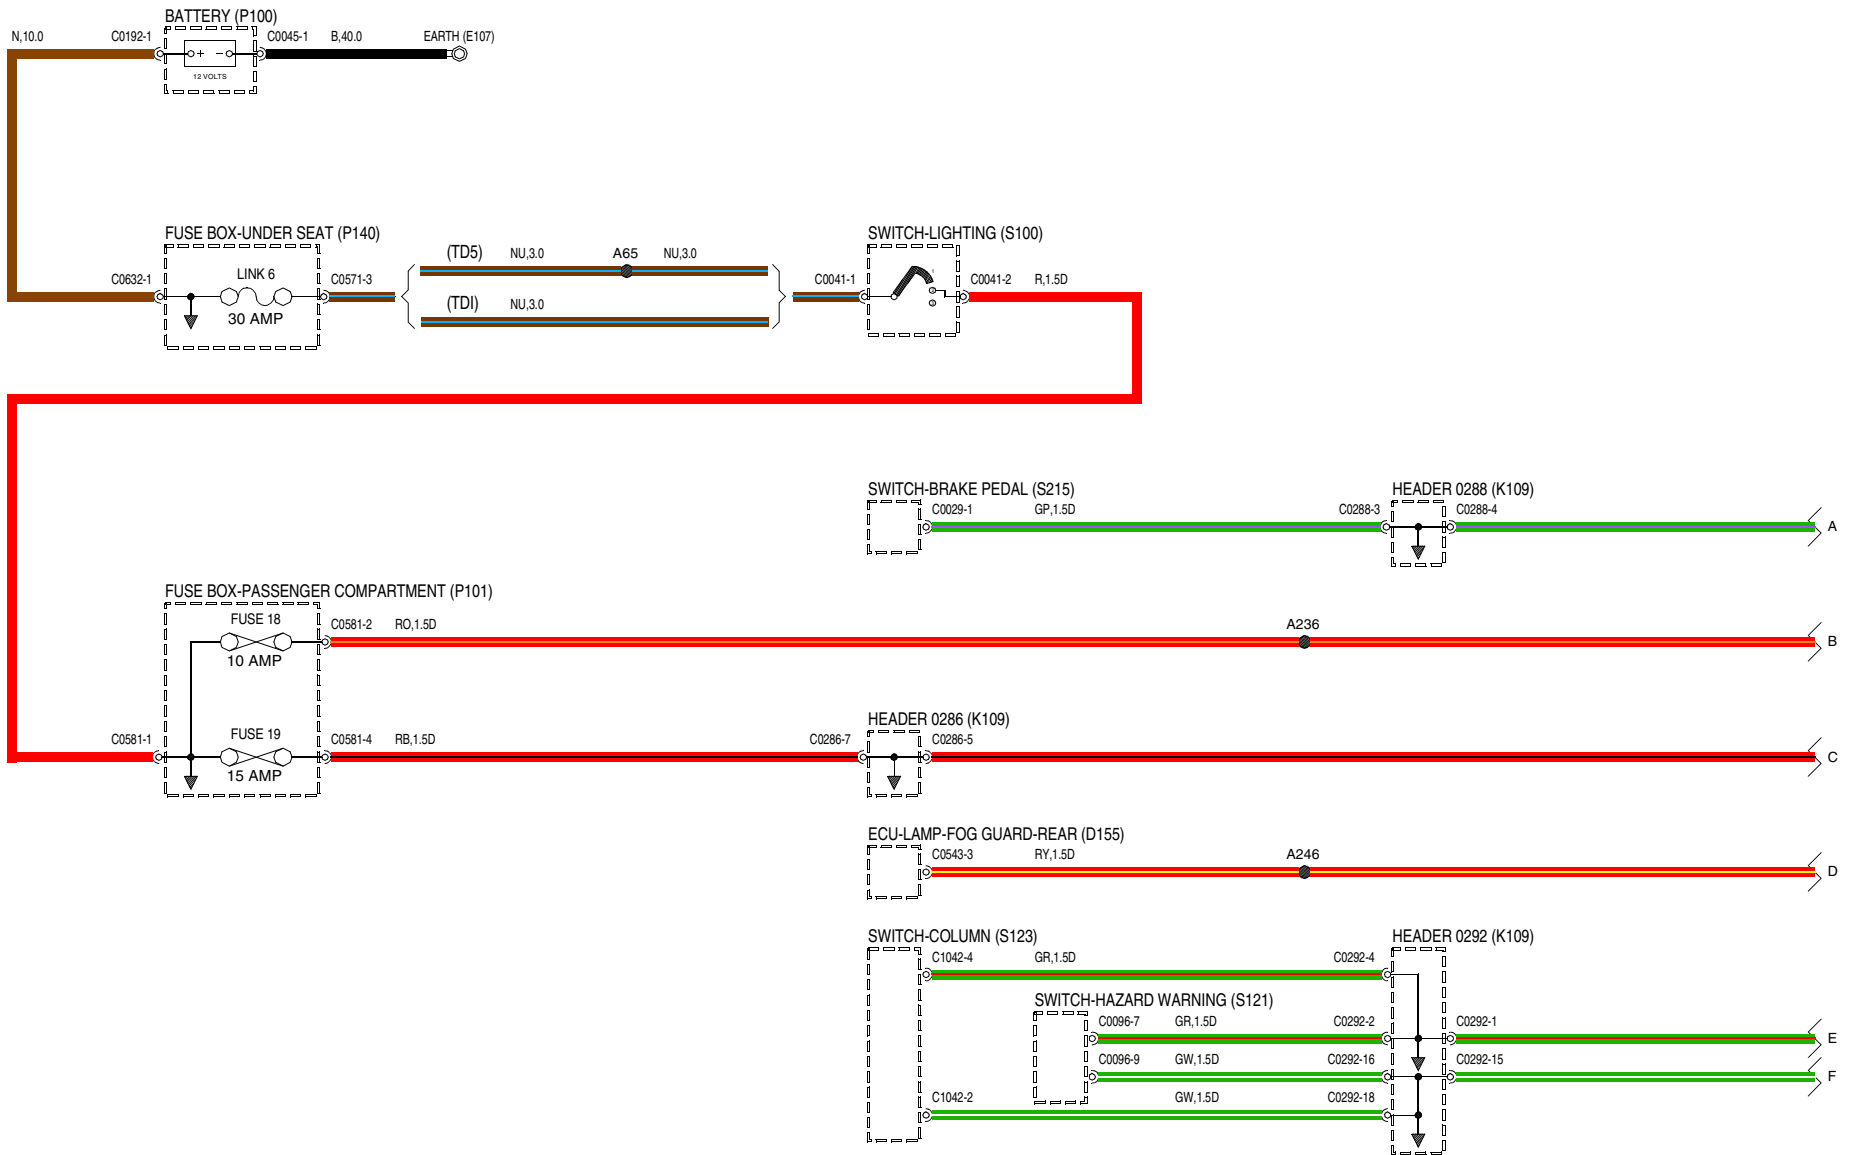 BATTERY (P100)
N,10.0
C0192-1
C0045-1
B,40.0
EARTH (E107)
+
−
12 VOLTS
FUSE BOX-UNDER SEAT (P140)
SWITCH-LIGHTING (S100)
(TD5)
NU,3.0
A65
NU,3.0
C0632-1
LINK 6
C0571-3
C0041-1
1
C0041-2
R,1.5D
2
3
(TDI)
NU,3.0
30 AMP
SWITCH-BRAKE PEDAL (S215)
HEADER 0288 (K109)
C0029-1
GP,1.5D
C0288-3
C0288-4
A
FUSE BOX-PASSENGER COMPARTMENT (P101)
FUSE 18
C0581-2
RO,1.5D
A236
B
10 AMP
HEADER 0286 (K109)
C0581-1
FUSE 19
C0581-4
RB,1.5D
C0286-7
C0286-5
C
15 AMP
ECU-LAMP-FOG GUARD-REAR (D155)
C0543-3
RY,1.5D
A246
D
SWITCH-COLUMN (S123)
HEADER 0292 (K109)
C1042-4
GR,1.5D
C0292-4
SWITCH-HAZARD WARNING (S121)
C0096-7
GR,1.5D
C0292-2
C0292-1
E
C0096-9
GW,1.5D
C0292-16
C0292-15
F
C1042-2
GW,1.5D
C0292-18